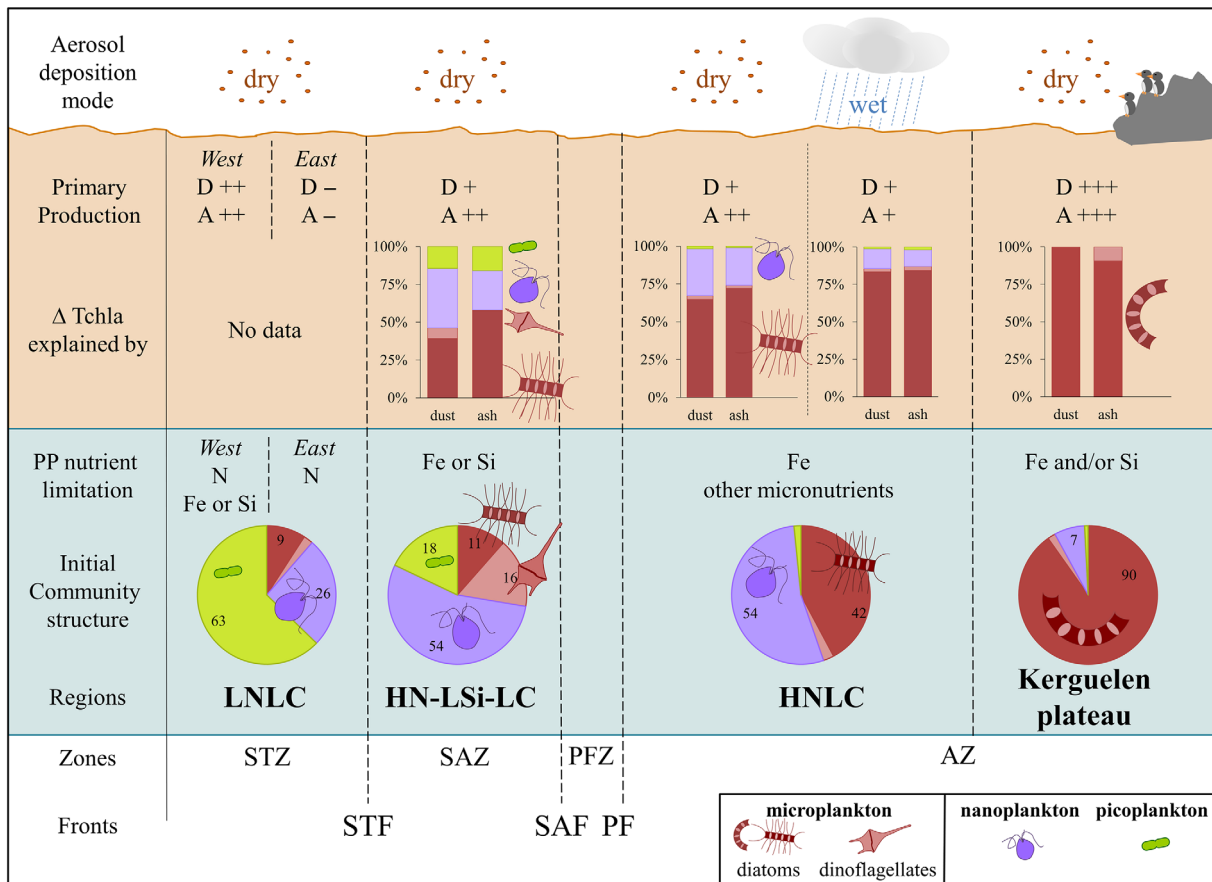 Aerosol
deposition
mode
dry
dry
dry
wet
dry
Primary
Production
West
D ++
A ++
East
D –
A –
D +
A ++
D +
A ++
D +
A +
D +++
A +++
Δ Tchla
explained by
No data
100%
75%
50%
25%
0%
dust ash
100%
75%
50%
25%
0%
dust ash
100%
75%
50%
25%
0%
dust ash
100%
75%
50%
25%
0%
dust ash
PP nutrient
limitation
West
N
Fe or Si
East
N
Fe or Si
Fe
other micronutrients
Fe and/or Si
Initial
Community
structure
9
26
63
18
11
16
54
54
42
7
90
Regions
LNLC
HN-LSi-LC
HNLC
Kerguelen
plateau
Zones
STZ
SAZ
PFZ
AZ
Fronts
STF
SAF
PF
microplankton
diatoms
dinoflagellates
nanoplankton
picoplankton